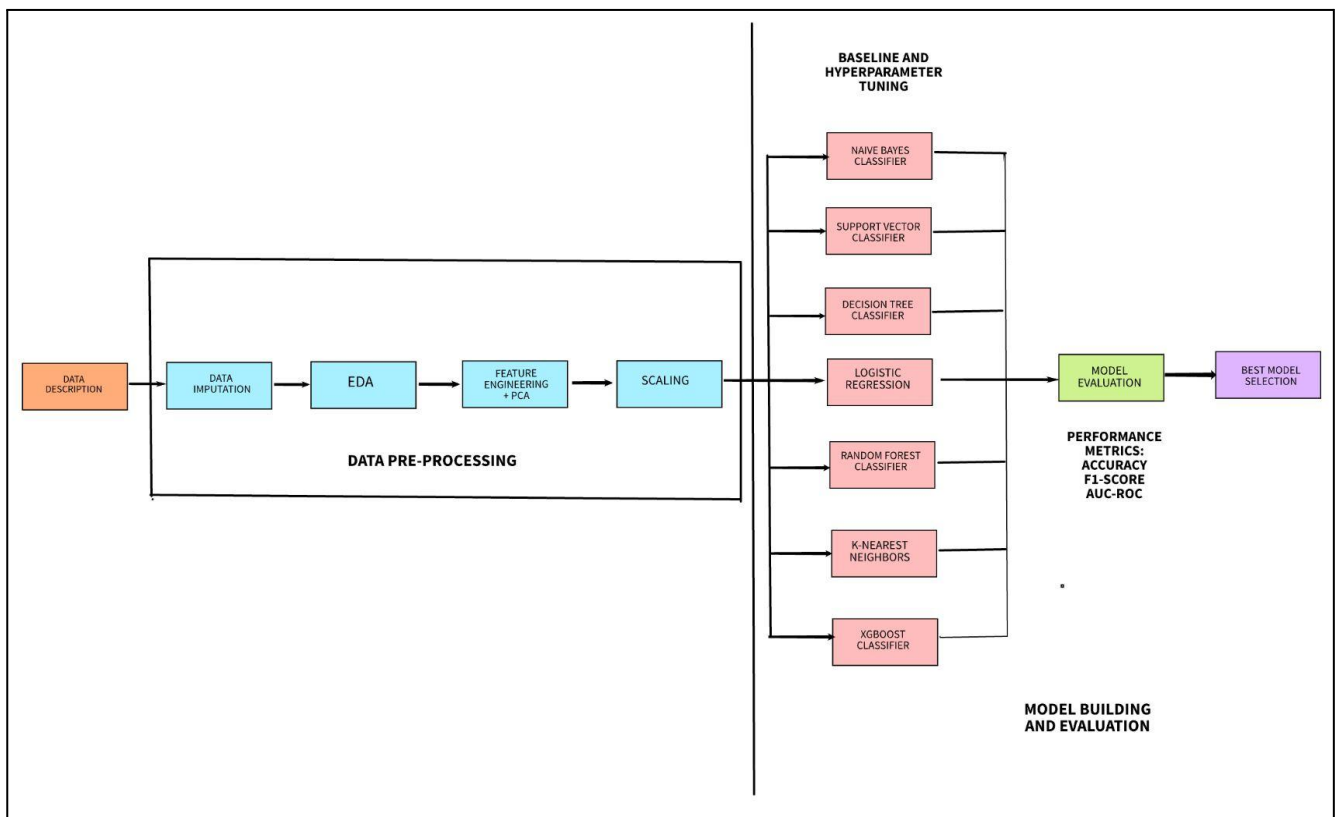 DATA
DESCRIPTION
DATA
IMPUTATION
EDA
FEATURE
ENGINEERING
+ PCA
SCALING
DATA PRE-PROCESSING
BASELINE AND
HYPERPARAMETER
TUNING
NAIVE BAYES
CLASSIFIER
SUPPORT VECTOR
CLASSIFIER
DECISION TREE
CLASSIFIER
LOGISTIC
REGRESSION
RANDOM FOREST
CLASSIFIER
K-NEAREST
NEIGHBORS
XGBOOST
CLASSIFIER
MODEL
EVALUATION
BEST MODEL
SELECTION
PERFORMANCE
METRICS:
ACCURACY
F1-SCORE
AUC-ROC
MODEL BUILDING
AND EVALUATION